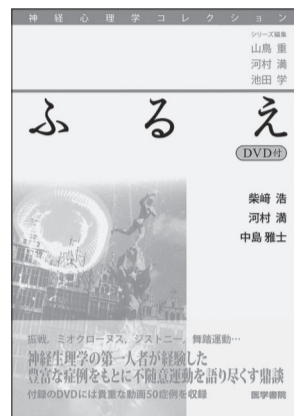 神経心理学コレクション
シリーズ編集
山鳥 重
河村 満
池田 学
ふるえ
DVD付
柴﨑 浩
河村 満
中島 雅士
振戦，ミオクローヌス，ジストニー，舞踏運動…
神経生理学の第一人者が経験した
豊富な症例をもとに不随意運動を語り尽くす鼎談
付録のDVDには貴重な動画50症例を収録
医学書院